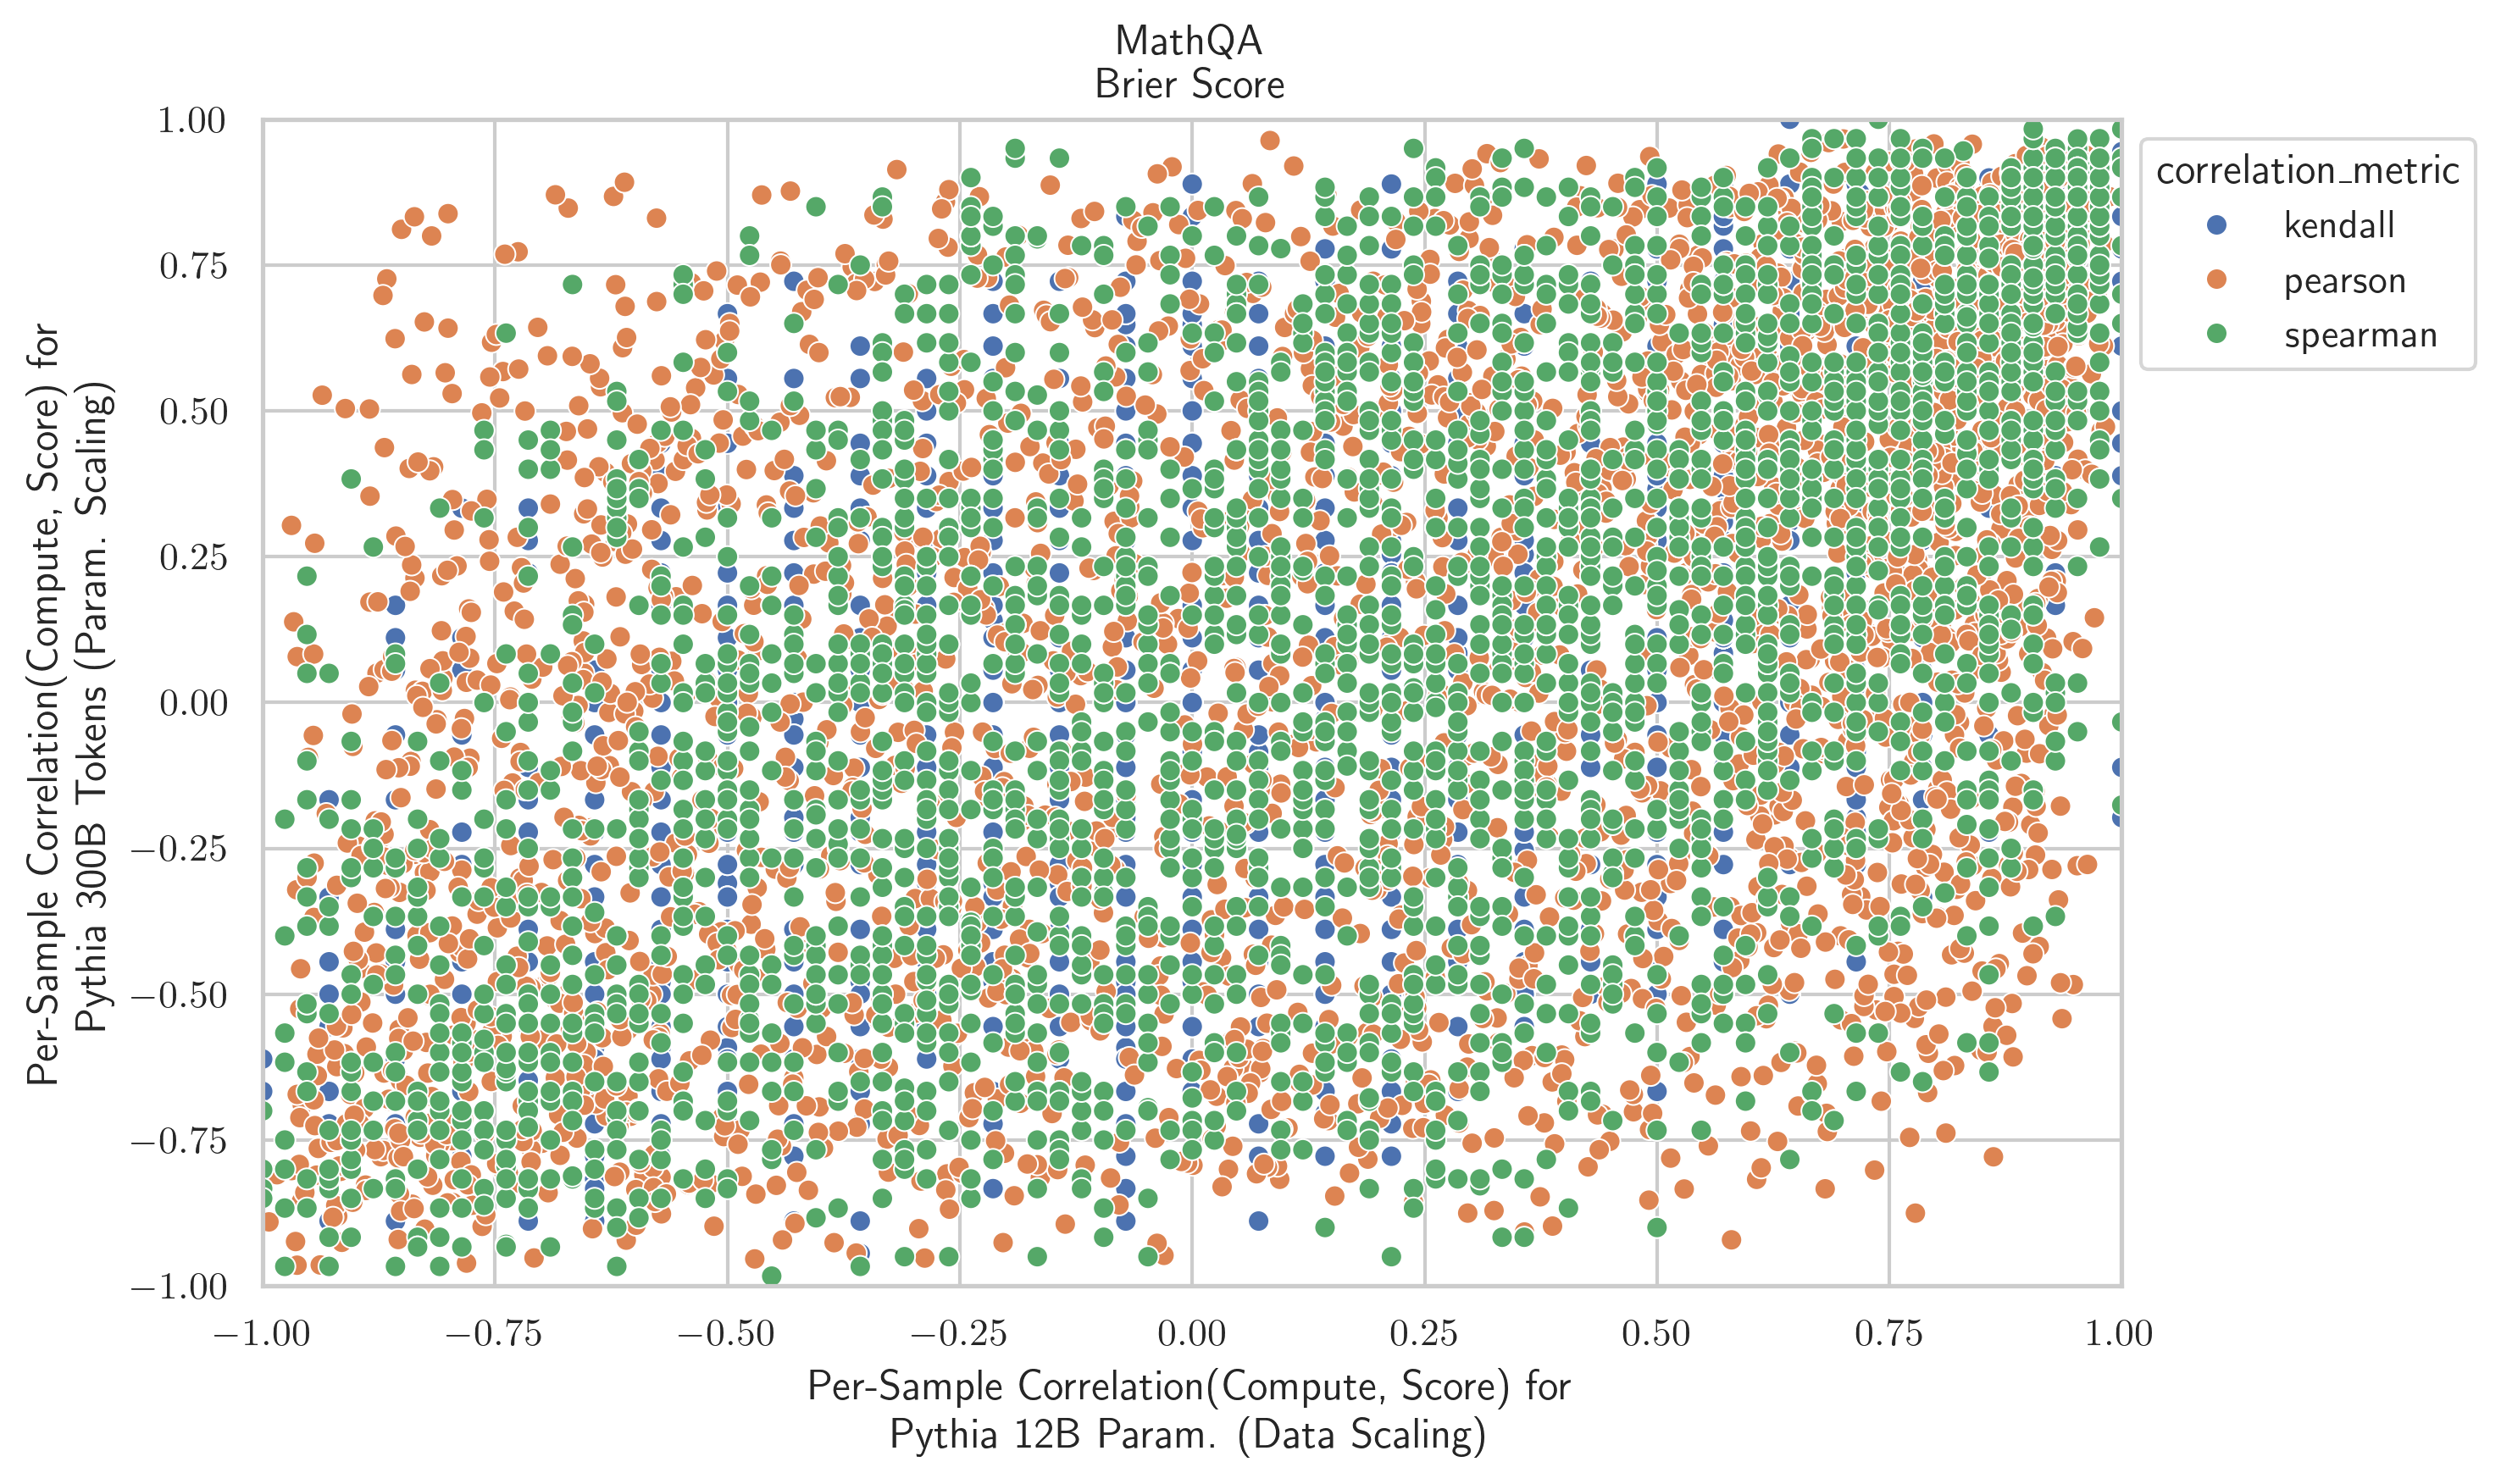 MathQA
Brier Score
Per-Sample Correlation(Compute, Score) for
Pythia 300B Tokens (Param. Scaling)
1.00
0.75
0.50
0.25
0.00
−0.25
−0.50
−0.75
−1.00
−1.00 −0.75 −0.50 −0.25 0.00 0.25 0.50 0.75 1.00
Per-Sample Correlation(Compute, Score) for
Pythia 12B Param. (Data Scaling)
correlation_metric
kendall
pearson
spearman